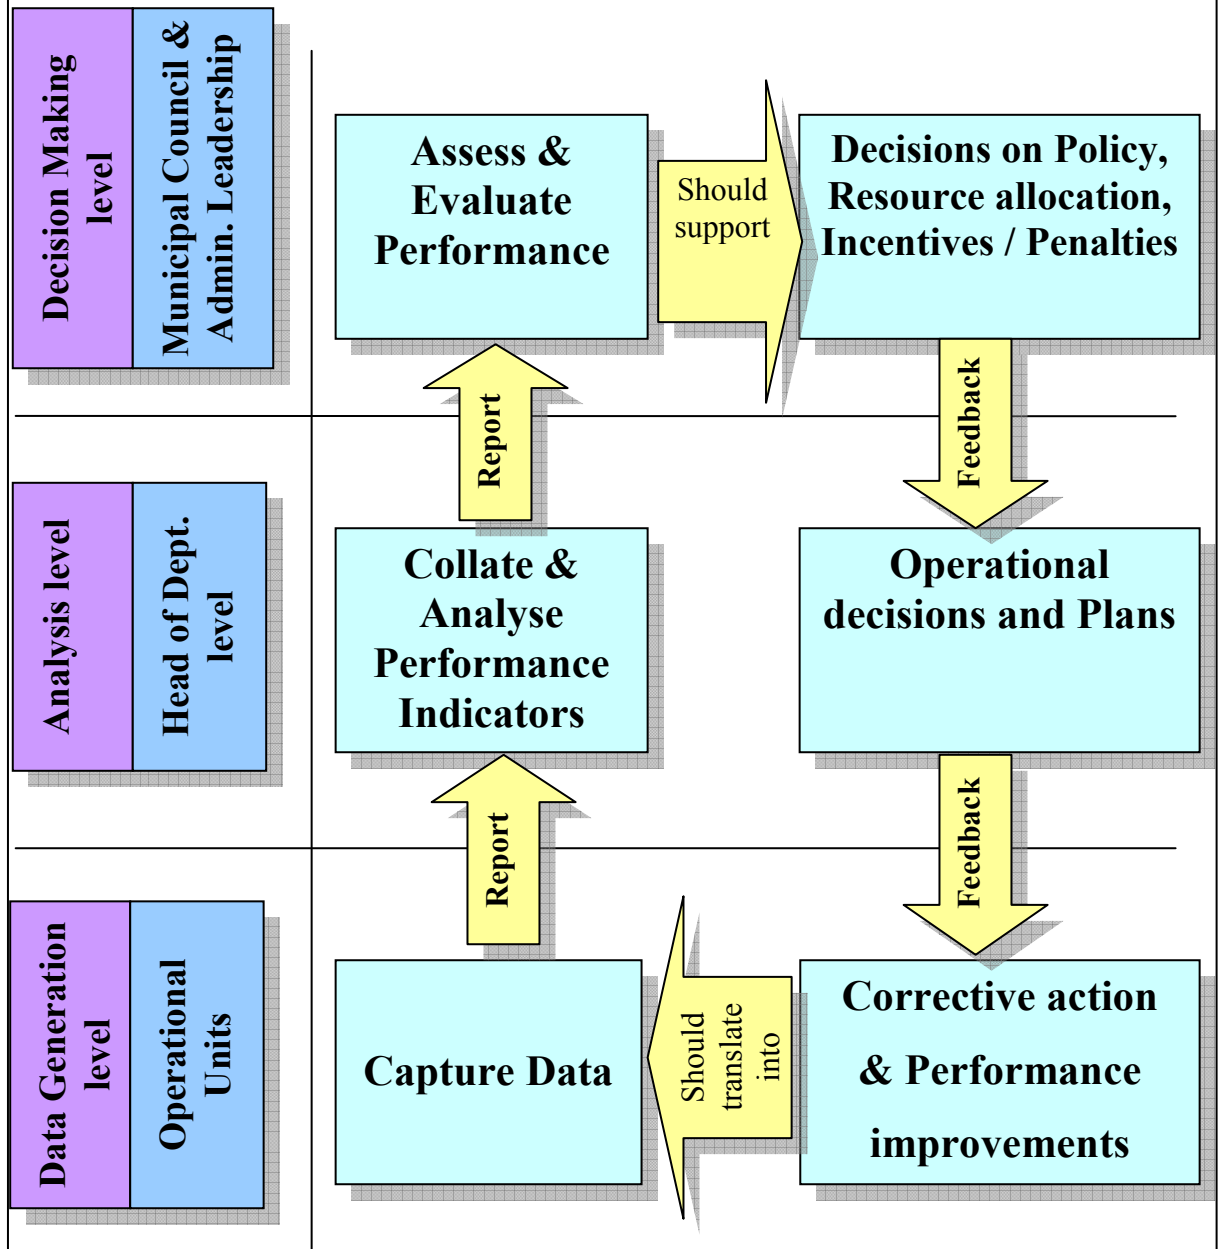 Decision Making
level
Municipal Council &
Admin. Leadership
Assess &
Evaluate
Performance
Should
support
Decisions on Policy,
Resource allocation,
Incentives / Penalties
Report
Feedback
Analysis level
Head of Dept.
level
Collate &
Analyse
Performance
Indicators
Operational
decisions and Plans
Report
Feedback
Data Generation
level
Operational
Units
Capture Data
Should
translate
into
Corrective action
& Performance
improvements